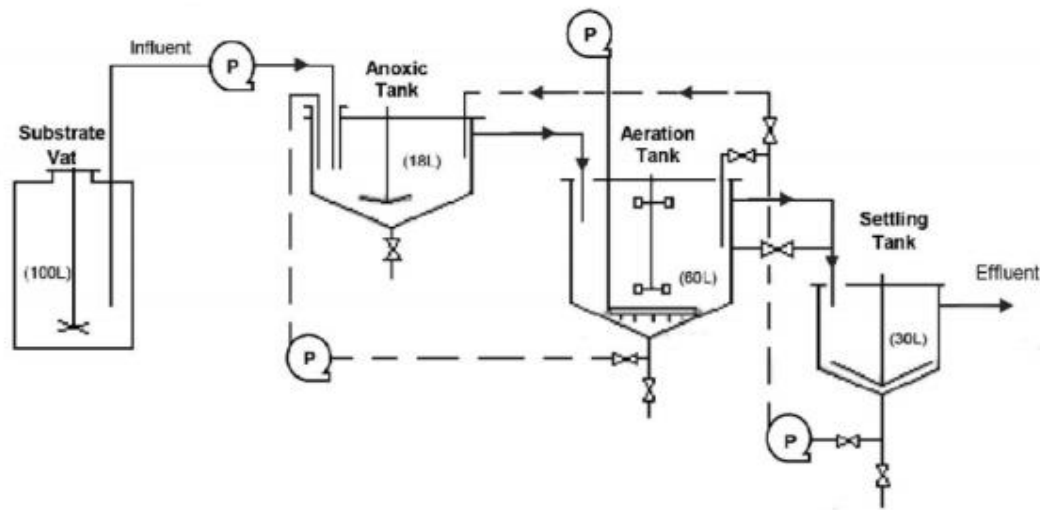 Influent
P
P
Anoxic
Tank
Substrate
Vat
Aeration
Tank
(18L)
Settling
Tank
(100L)
(60L)
Effluent
(30L)
P
P